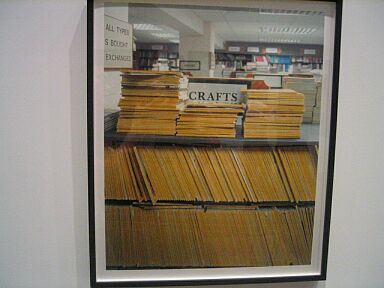 ALL TYPES
S BOUGHT
EXCHANGED
CRAFTS